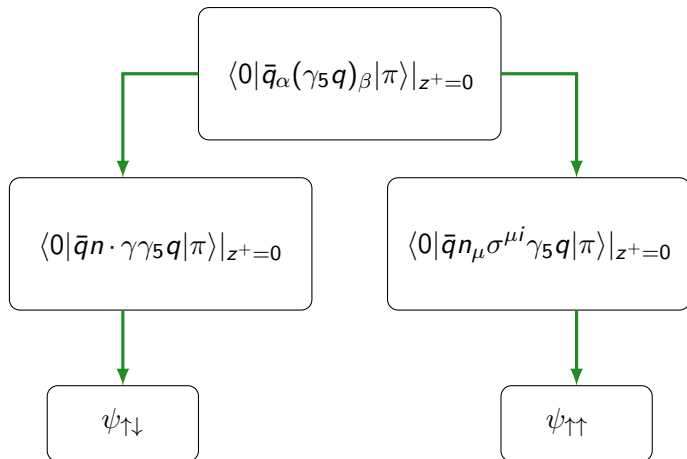 ⟨0|q̄_α(γ₅q)_β|π⟩|_{z⁺=0}
⟨0|q̄n · γγ₅q|π⟩|_{z⁺=0}
⟨0|q̄n_μσ^{μi}γ₅q|π⟩|_{z⁺=0}
ψ_{↑↓}
ψ_{↑↑}